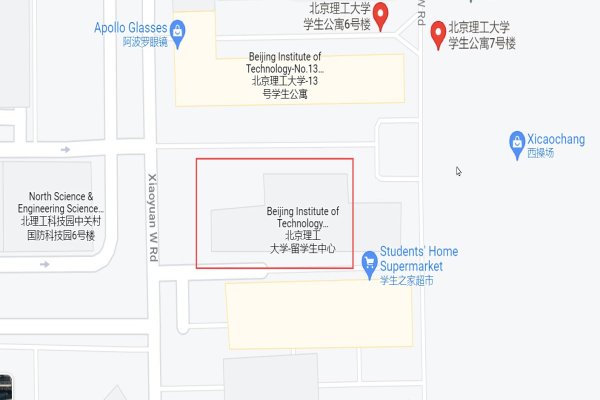 北京理工大学
学生公寓6号楼
W Rd
北京理工大学
学生公寓7号楼
Apollo Glasses
阿波罗眼镜
Beijing Institute of
Technology-No.13...
北京理工大学-13
号学生公寓
Xicaochang
西操场
Xiaoyuan W Rd
North Science &
Engineering Science...
北理工科技园中关村
国防科技园6号楼
Beijing Institute of
Technology...
北京理工
大学-留学生中心
Students' Home
Supermarket
学生之家超市